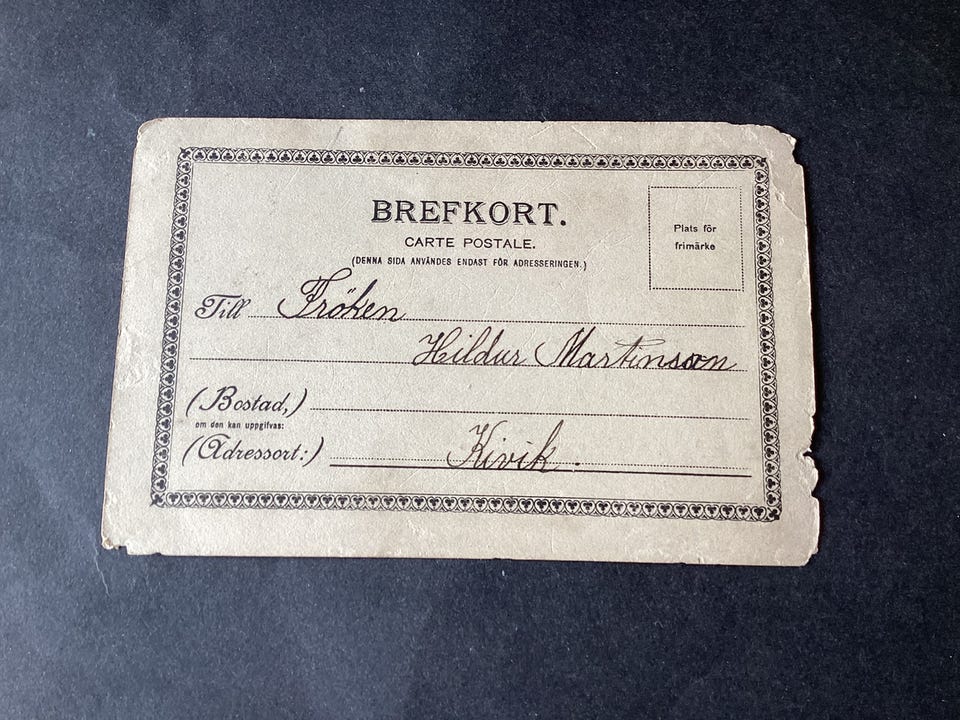 BREFKORT.
CARTE POSTALE.
(DENNA SIDA ANVÄNDES ENDAST FÖR ADRESSERINGEN.)
Plats för
frimärke
Till Fröken
Hildur Martinson
(Bostad,)
om den kan uppgifvas:
(Adressort:) Kivik.